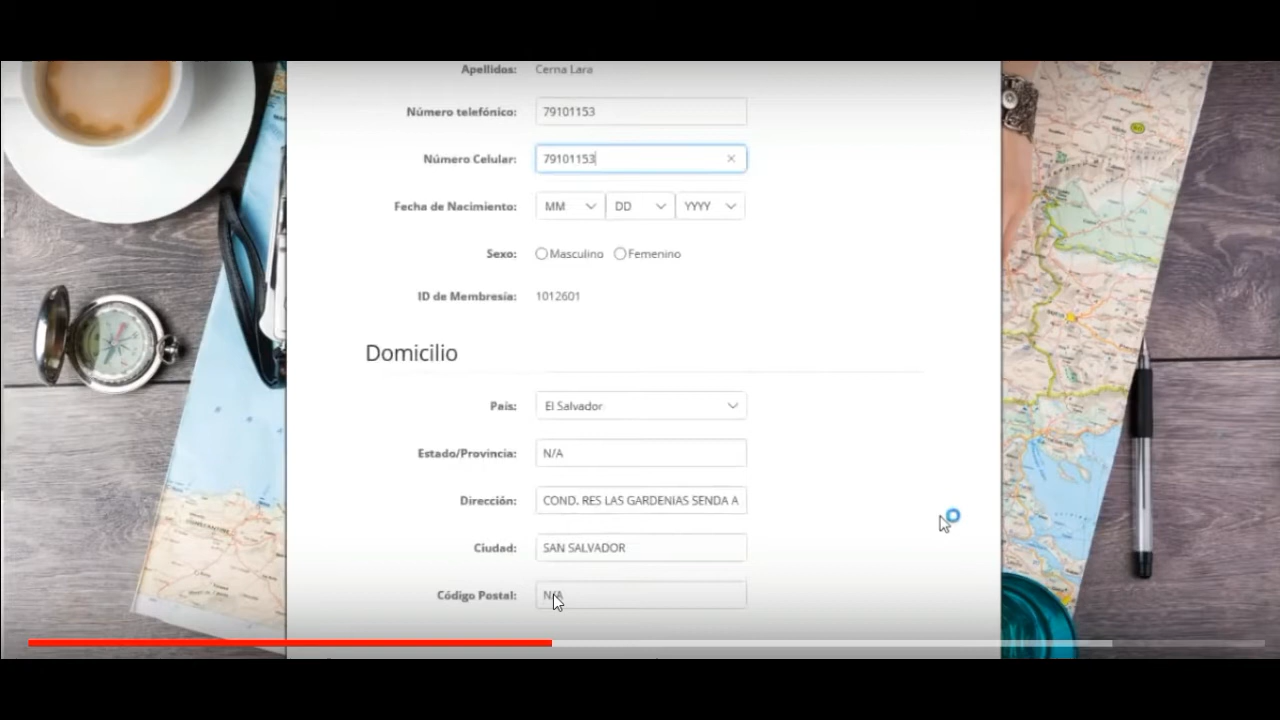 Apellidos: Cerna Lara
Número telefónico: 79101153
Número Celular: 79101153
Fecha de Nacimiento: MM DD YYYY
Sexo: Masculino Femenino
ID de Membresía: 1012601
Domicilio
País: El Salvador
Estado/Provincia: N/A
Dirección: COND. RES LAS GARDENIAS SENDA A
Ciudad: SAN SALVADOR
Código Postal: N/A